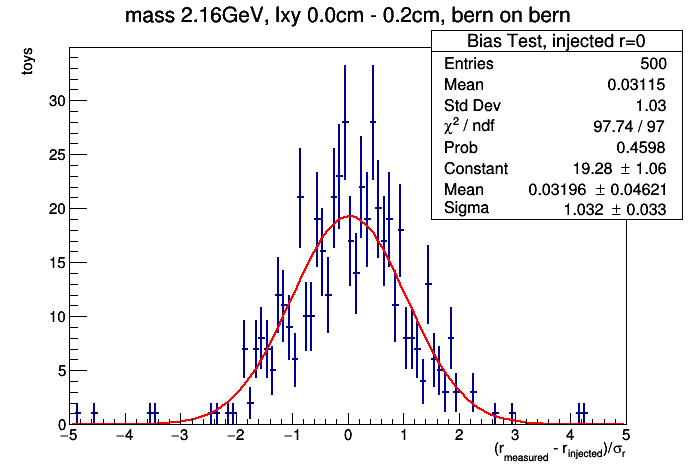 mass 2.16GeV, lxy 0.0cm - 0.2cm, bern on bern
Bias Test, injected r=0
Entries 500
Mean 0.03115
Std Dev 1.03
χ² / ndf 97.74 / 97
Prob 0.4598
Constant 19.28 ± 1.06
Mean 0.03196 ± 0.04621
Sigma 1.032 ± 0.033
toys
30
25
20
15
10
5
0
−5 −4 −3 −2 −1 0 1 2 3 4 5
(r_measured - r_injected)/σ_r